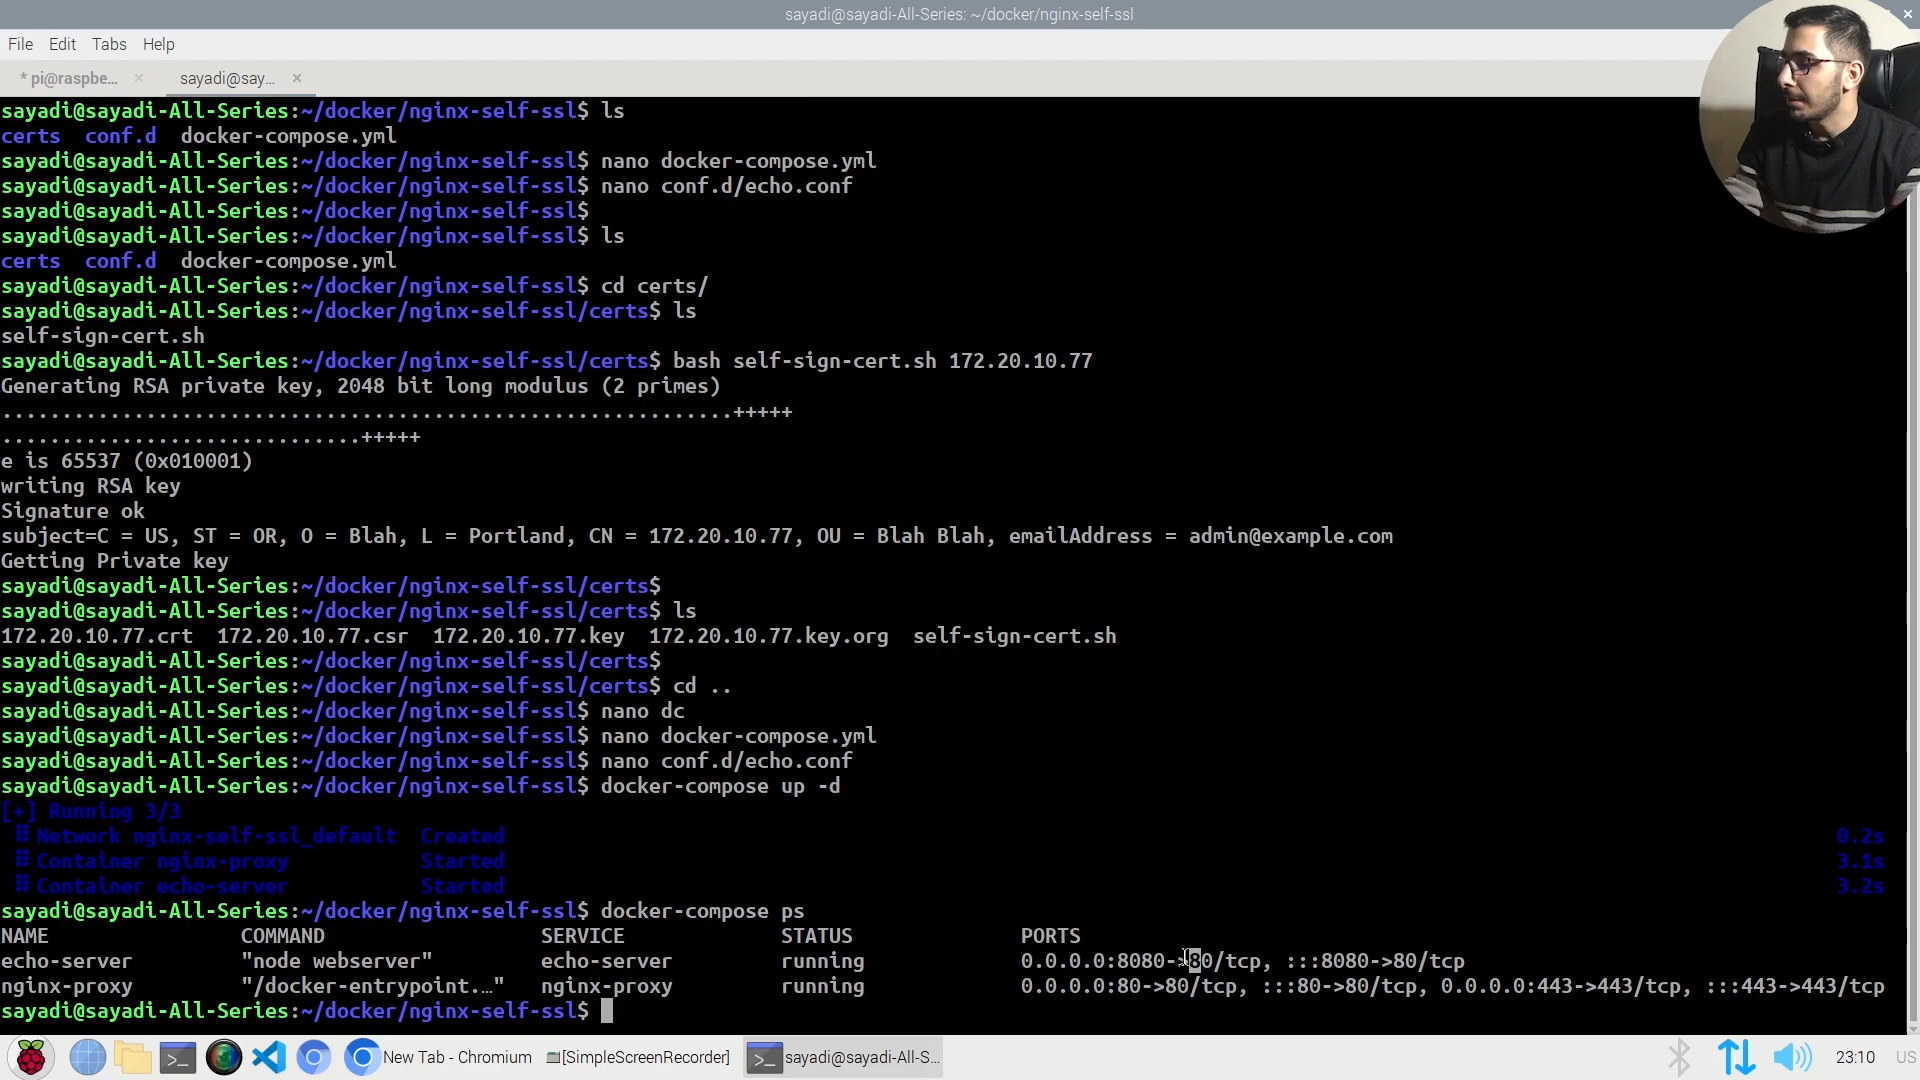 sayadi@sayadi-All-Series: ~/docker/nginx-self-ssl
File Edit Tabs Help
* pi@raspbe... × sayadi@say... ×
sayadi@sayadi-All-Series:~/docker/nginx-self-ssl$ ls
certs conf.d docker-compose.yml
sayadi@sayadi-All-Series:~/docker/nginx-self-ssl$ nano docker-compose.yml
sayadi@sayadi-All-Series:~/docker/nginx-self-ssl$ nano conf.d/echo.conf
sayadi@sayadi-All-Series:~/docker/nginx-self-ssl$
sayadi@sayadi-All-Series:~/docker/nginx-self-ssl$ ls
certs conf.d docker-compose.yml
sayadi@sayadi-All-Series:~/docker/nginx-self-ssl$ cd certs/
sayadi@sayadi-All-Series:~/docker/nginx-self-ssl/certs$ ls
self-sign-cert.sh
sayadi@sayadi-All-Series:~/docker/nginx-self-ssl/certs$ bash self-sign-cert.sh 172.20.10.77
Generating RSA private key, 2048 bit long modulus (2 primes)
.............................................................+++++
..............................+++++
e is 65537 (0x010001)
writing RSA key
Signature ok
subject=C = US, ST = OR, O = Blah, L = Portland, CN = 172.20.10.77, OU = Blah Blah, emailAddress = admin@example.com
Getting Private key
sayadi@sayadi-All-Series:~/docker/nginx-self-ssl/certs$
sayadi@sayadi-All-Series:~/docker/nginx-self-ssl/certs$ ls
172.20.10.77.crt 172.20.10.77.csr 172.20.10.77.key 172.20.10.77.key.org self-sign-cert.sh
sayadi@sayadi-All-Series:~/docker/nginx-self-ssl/certs$
sayadi@sayadi-All-Series:~/docker/nginx-self-ssl/certs$ cd ..
sayadi@sayadi-All-Series:~/docker/nginx-self-ssl$ nano dc
sayadi@sayadi-All-Series:~/docker/nginx-self-ssl$ nano docker-compose.yml
sayadi@sayadi-All-Series:~/docker/nginx-self-ssl$ nano conf.d/echo.conf
sayadi@sayadi-All-Series:~/docker/nginx-self-ssl$ docker-compose up -d
[+] Running 3/3
⠿ Network nginx-self-ssl_default Created 0.2s
⠿ Container nginx-proxy Started 3.1s
⠿ Container echo-server Started 3.2s
sayadi@sayadi-All-Series:~/docker/nginx-self-ssl$ docker-compose ps
NAME COMMAND SERVICE STATUS PORTS
echo-server "node webserver" echo-server running 0.0.0.0:8080->80/tcp, :::8080->80/tcp
nginx-proxy "/docker-entrypoint.…" nginx-proxy running 0.0.0.0:80->80/tcp, :::80->80/tcp, 0.0.0.0:443->443/tcp, :::443->443/tcp
sayadi@sayadi-All-Series:~/docker/nginx-self-ssl$
New Tab - Chromium [SimpleScreenRecorder] sayadi@sayadi-All-S... 23:10 US